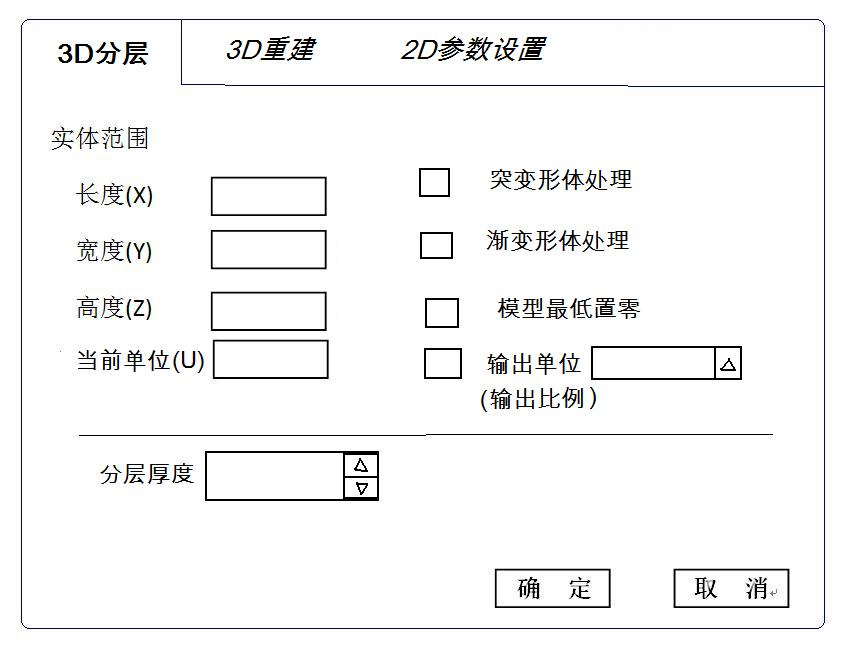 3D分层 3D重建 2D参数设置
实体范围
长度(X) 突变形体处理
宽度(Y) 渐变形体处理
高度(Z) 模型最低置零
当前单位(U) 输出单位
(输出比例)
分层厚度
确 定 取 消